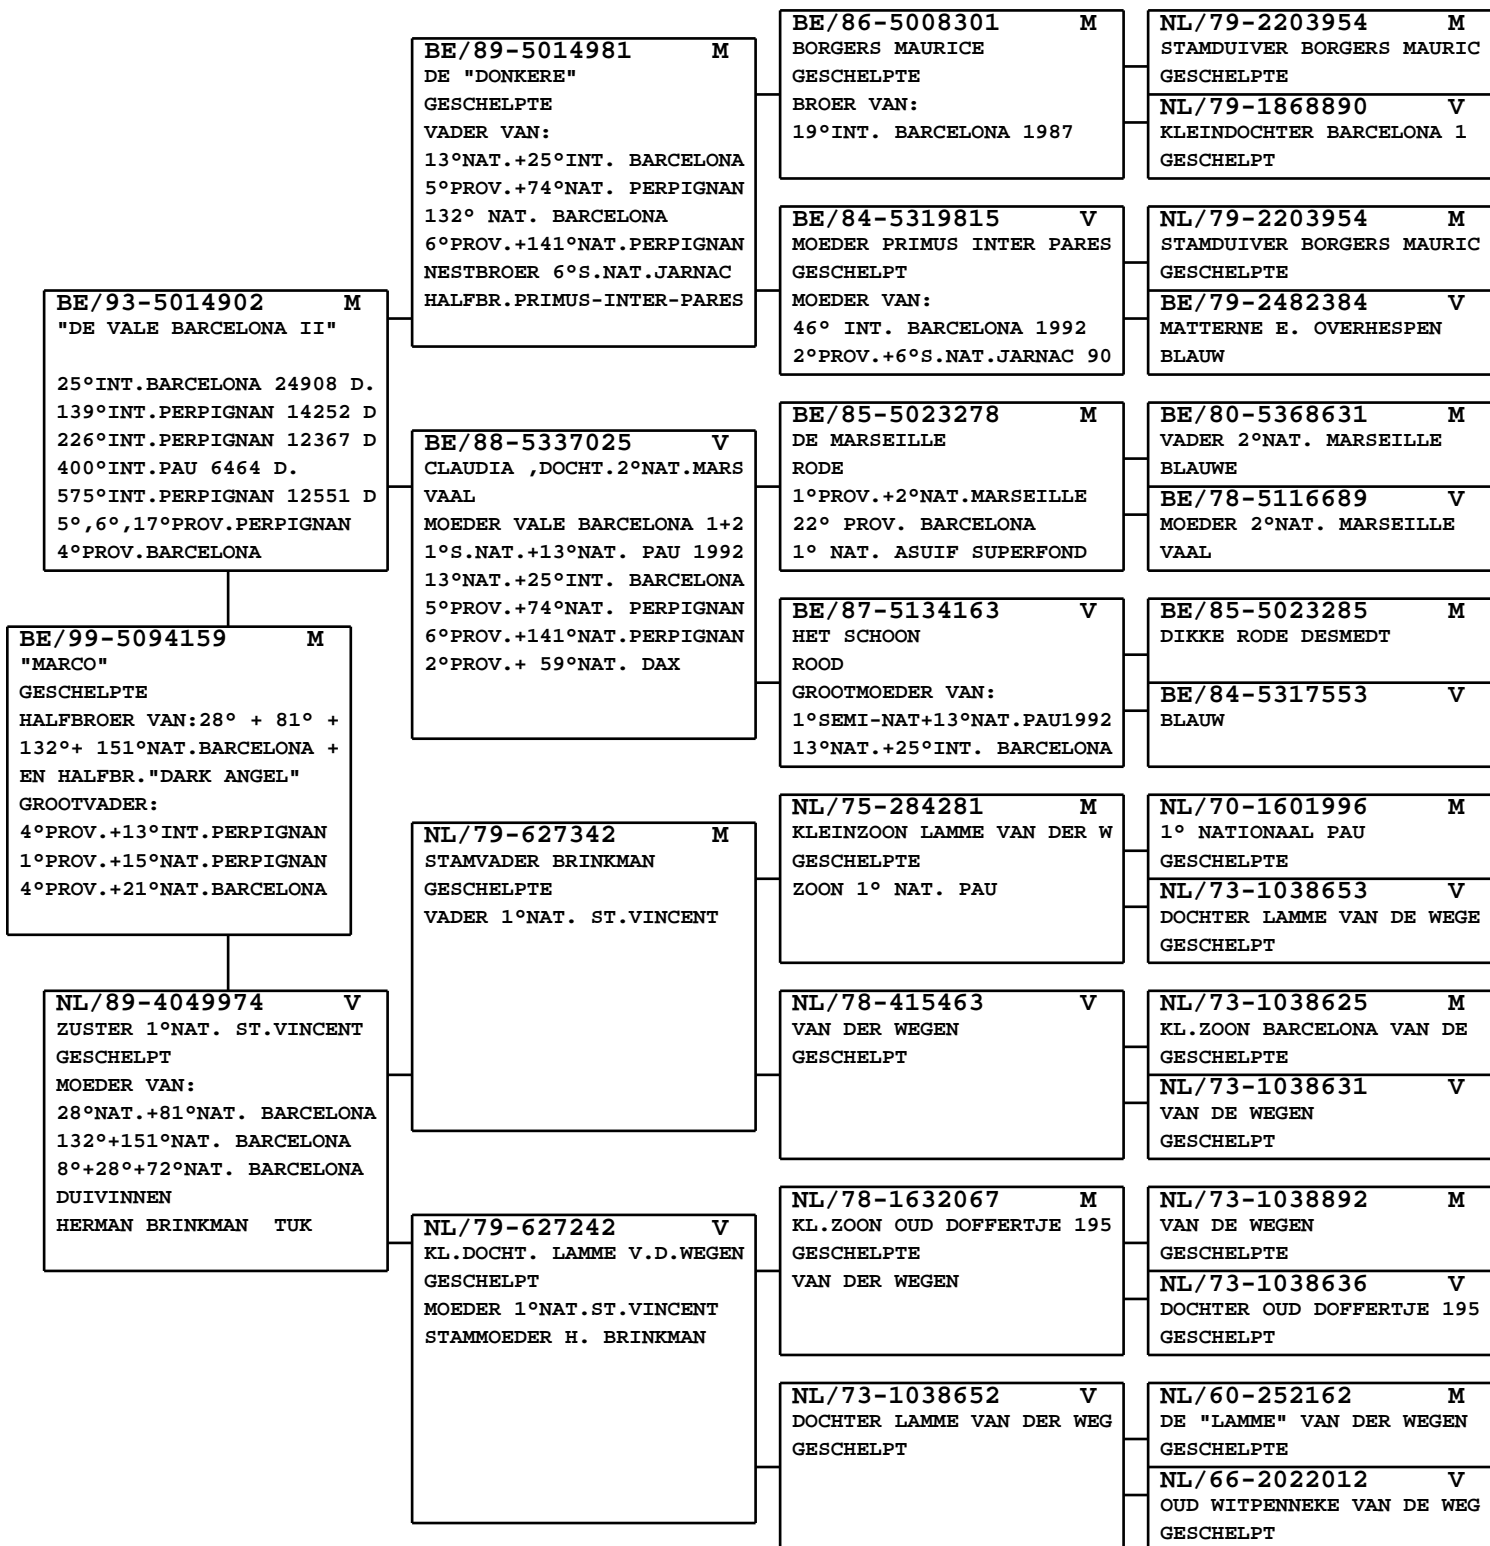 BE/99-5094159 M
"MARCO"
GESCHELPTE
HALFBROER VAN:28° + 81° +
132°+ 151°NAT.BARCELONA +
EN HALFBR."DARK ANGEL"
GROOTVADER:
4°PROV.+13°INT.PERPIGNAN
1°PROV.+15°NAT.PERPIGNAN
4°PROV.+21°NAT.BARCELONA
BE/93-5014902 M
"DE VALE BARCELONA II"
25°INT.BARCELONA 24908 D.
139°INT.PERPIGNAN 14252 D
226°INT.PERPIGNAN 12367 D
400°INT.PAU 6464 D.
575°INT.PERPIGNAN 12551 D
5°,6°,17°PROV.PERPIGNAN
4°PROV.BARCELONA
NL/89-4049974 V
ZUSTER 1°NAT. ST.VINCENT
GESCHELPT
MOEDER VAN:
28°NAT.+81°NAT. BARCELONA
132°+151°NAT. BARCELONA
8°+28°+72°NAT. BARCELONA
DUIVINNEN
HERMAN BRINKMAN TUK
BE/89-5014981 M
DE "DONKERE"
GESCHELPTE
VADER VAN:
13°NAT.+25°INT. BARCELONA
5°PROV.+74°NAT. PERPIGNAN
132° NAT. BARCELONA
6°PROV.+141°NAT.PERPIGNAN
NESTBROER 6°S.NAT.JARNAC
HALFBR.PRIMUS-INTER-PARES
BE/88-5337025 V
CLAUDIA ,DOCHT.2°NAT.MARS
VAAL
MOEDER VALE BARCELONA 1+2
1°S.NAT.+13°NAT. PAU 1992
13°NAT.+25°INT. BARCELONA
5°PROV.+74°NAT. PERPIGNAN
6°PROV.+141°NAT.PERPIGNAN
2°PROV.+ 59°NAT. DAX
NL/79-627342 M
STAMVADER BRINKMAN
GESCHELPTE
VADER 1°NAT. ST.VINCENT
NL/79-627242 V
KL.DOCHT. LAMME V.D.WEGEN
GESCHELPT
MOEDER 1°NAT.ST.VINCENT
STAMMOEDER H. BRINKMAN
BE/86-5008301 M
BORGERS MAURICE
GESCHELPTE
BROER VAN:
19°INT. BARCELONA 1987
BE/84-5319815 V
MOEDER PRIMUS INTER PARES
GESCHELPT
MOEDER VAN:
46° INT. BARCELONA 1992
2°PROV.+6°S.NAT.JARNAC 90
BE/85-5023278 M
DE MARSEILLE
RODE
1°PROV.+2°NAT.MARSEILLE
22° PROV. BARCELONA
1° NAT. ASUIF SUPERFOND
BE/87-5134163 V
HET SCHOON
ROOD
GROOTMOEDER VAN:
1°SEMI-NAT+13°NAT.PAU1992
13°NAT.+25°INT. BARCELONA
NL/75-284281 M
KLEINZOON LAMME VAN DER W
GESCHELPTE
ZOON 1° NAT. PAU
NL/78-415463 V
VAN DER WEGEN
GESCHELPT
NL/78-1632067 M
KL.ZOON OUD DOFFERTJE 195
GESCHELPTE
VAN DER WEGEN
NL/73-1038652 V
DOCHTER LAMME VAN DER WEG
GESCHELPT
NL/79-2203954 M
STAMDUIVER BORGERS MAURIC
GESCHELPTE
NL/79-1868890 V
KLEINDOCHTER BARCELONA 1
GESCHELPT
NL/79-2203954 M
STAMDUIVER BORGERS MAURIC
GESCHELPTE
BE/79-2482384 V
MATTERNE E. OVERHESPEN
BLAUW
BE/80-5368631 M
VADER 2°NAT. MARSEILLE
BLAUWE
BE/78-5116689 V
MOEDER 2°NAT. MARSEILLE
VAAL
BE/85-5023285 M
DIKKE RODE DESMEDT
BE/84-5317553 V
BLAUW
NL/70-1601996 M
1° NATIONAAL PAU
GESCHELPTE
NL/73-1038653 V
DOCHTER LAMME VAN DE WEGE
GESCHELPT
NL/73-1038625 M
KL.ZOON BARCELONA VAN DE
GESCHELPTE
NL/73-1038631 V
VAN DE WEGEN
GESCHELPT
NL/73-1038892 M
VAN DE WEGEN
GESCHELPTE
NL/73-1038636 V
DOCHTER OUD DOFFERTJE 195
GESCHELPT
NL/60-252162 M
DE "LAMME" VAN DER WEGEN
GESCHELPTE
NL/66-2022012 V
OUD WITPENNEKE VAN DE WEG
GESCHELPT